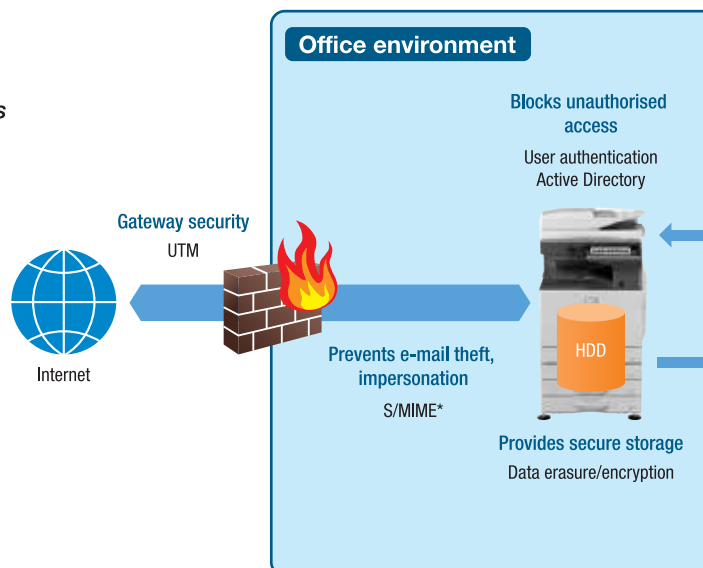 Office environment
s
Blocks unauthorised
access
User authentication
Active Directory
Gateway security
UTM
Internet
HDD
Prevents e-mail theft,
impersonation
S/MIME*
Provides secure storage
Data erasure/encryption